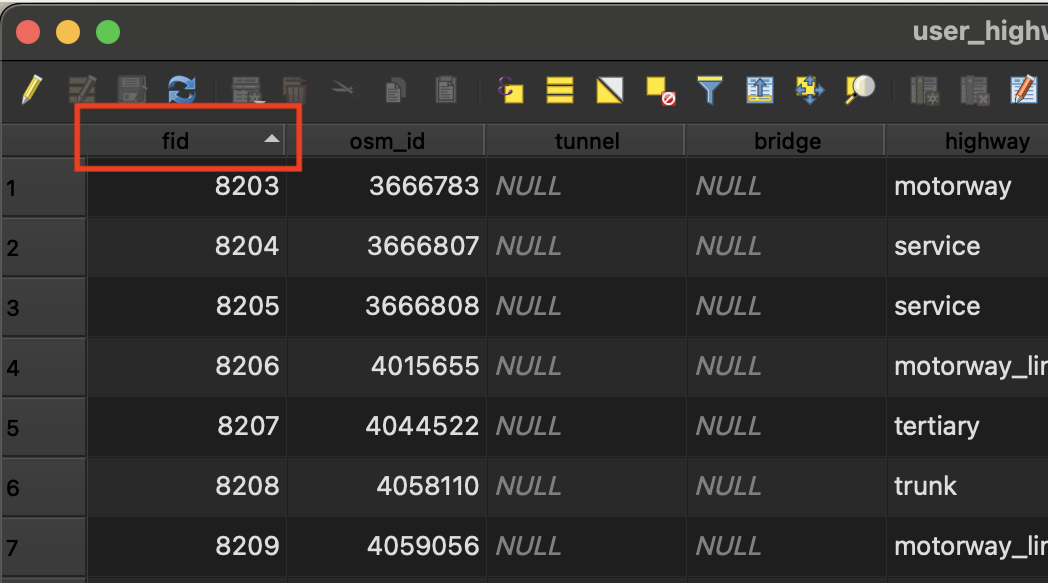 user_highw
fid osm_id tunnel bridge highway
1 8203 3666783 NULL NULL motorway
2 8204 3666807 NULL NULL service
3 8205 3666808 NULL NULL service
4 8206 4015655 NULL NULL motorway_lin
5 8207 4044522 NULL NULL tertiary
6 8208 4058110 NULL NULL trunk
7 8209 4059056 NULL NULL motorway_lin